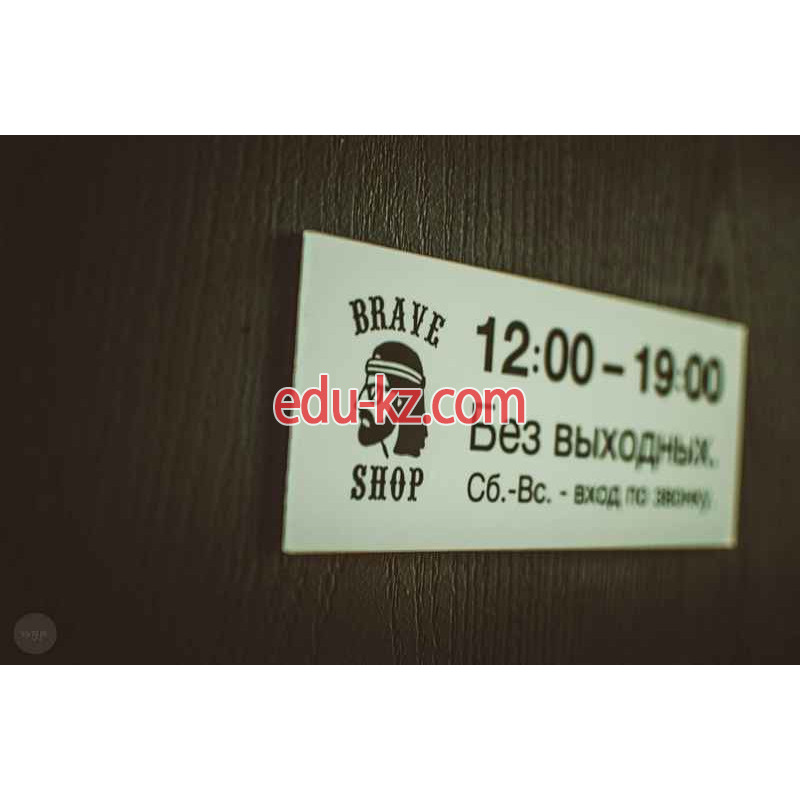 BRAVE
SHOP
12:00 – 19:00
Без выходных.
Сб.-Вс. - вход по звонку.
edu-kz.com